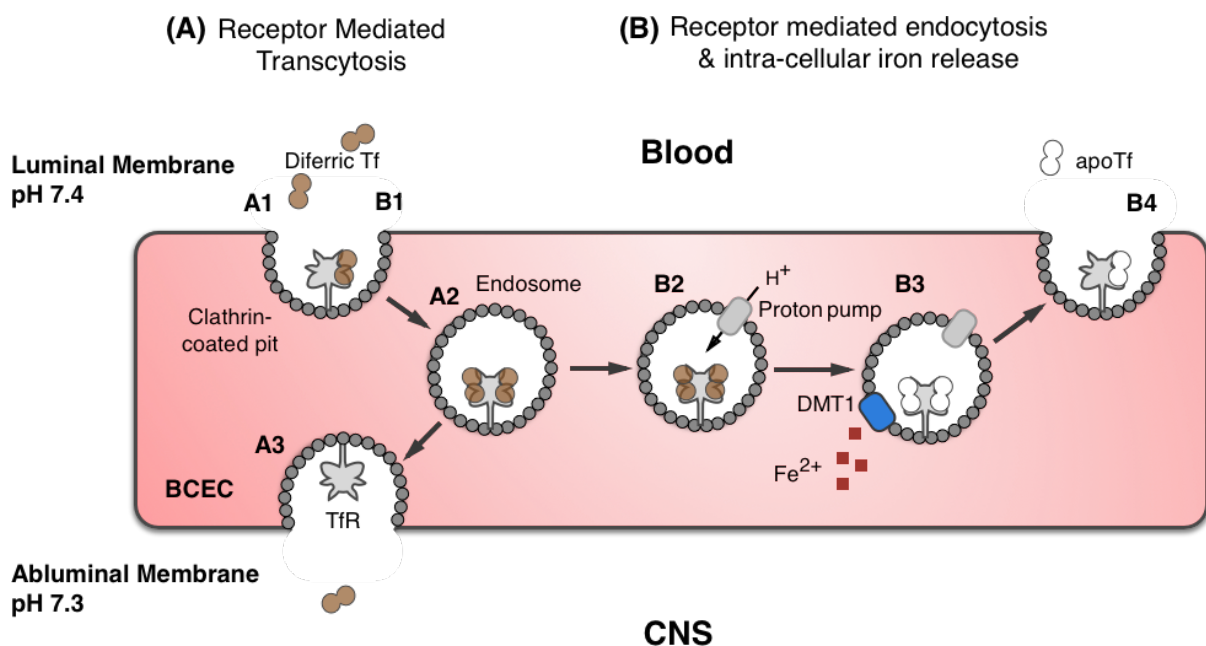 (A) Receptor Mediated
Transcytosis
(B) Receptor mediated endocytosis
& intra-cellular iron release
Luminal Membrane
pH 7.4
Diferric Tf
Blood
apoTf
A1
B1
B4
Clathrin-
coated pit
A2
Endosome
B2
H+
Proton pump
B3
DMT1
Fe2+
A3
BCEC
TfR
Abluminal Membrane
pH 7.3
CNS